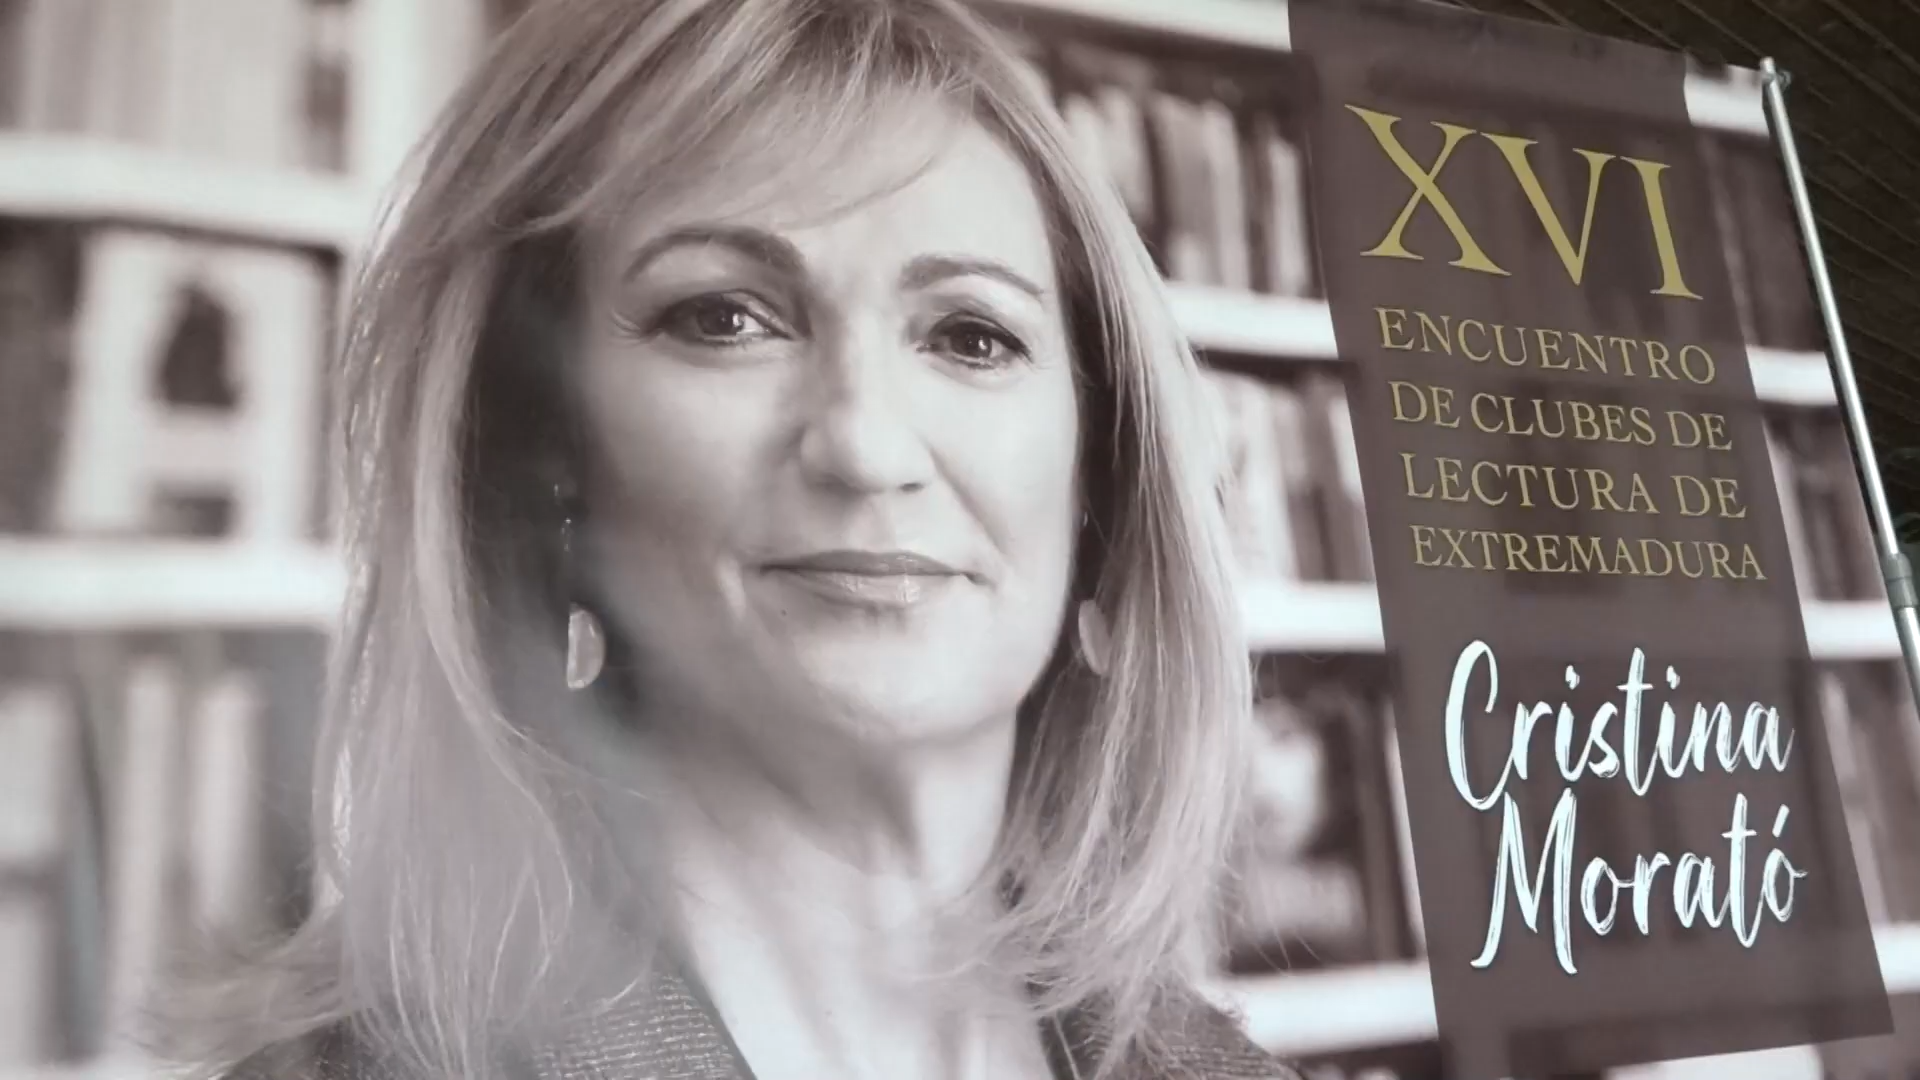 XVI
ENCUENTRO
DE CLUBES DE
LECTURA DE
EXTREMADURA
Cristina
Morató